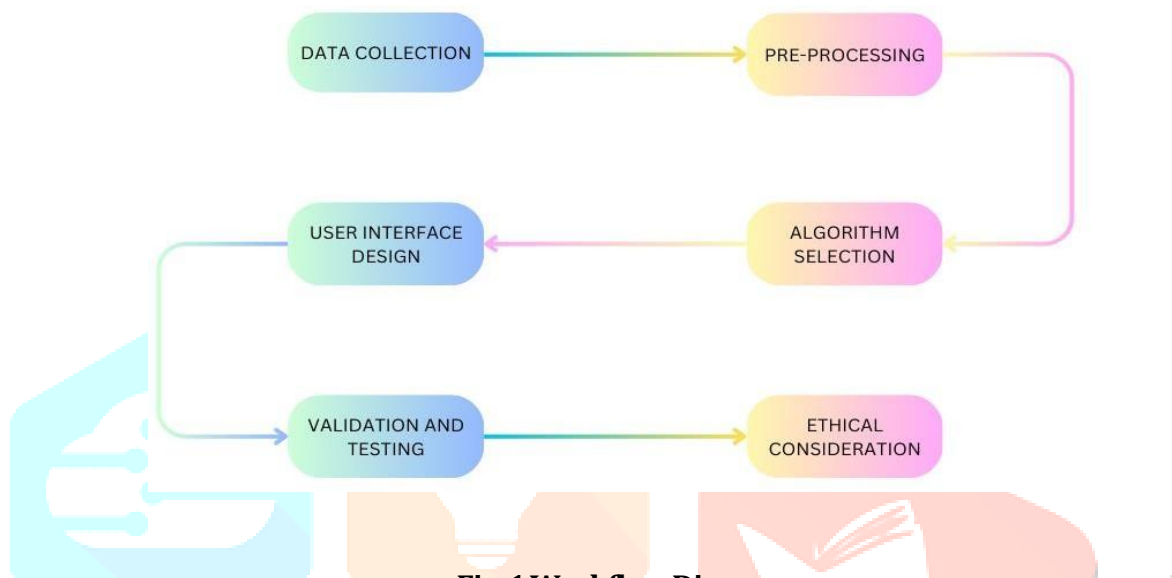 DATA COLLECTION
PRE-PROCESSING
ALGORITHM
SELECTION
USER INTERFACE
DESIGN
VALIDATION AND
TESTING
ETHICAL
CONSIDERATION